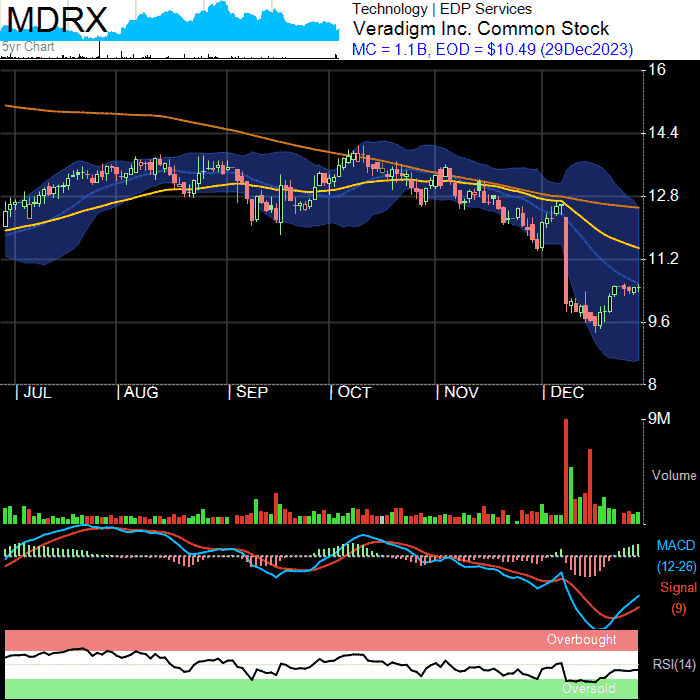 MDRX
5yr Chart
Technology | EDP Services
Veradigm Inc. Common Stock
MC = 1.1B, EOD = $10.49 (29Dec2023)
16
14.4
12.8
11.2
9.6
8
| JUL | AUG | SEP | OCT | NOV | DEC
9M
Volume
MACD
(12-26)
Signal
(9)
Overbought
RSI(14)
Oversold